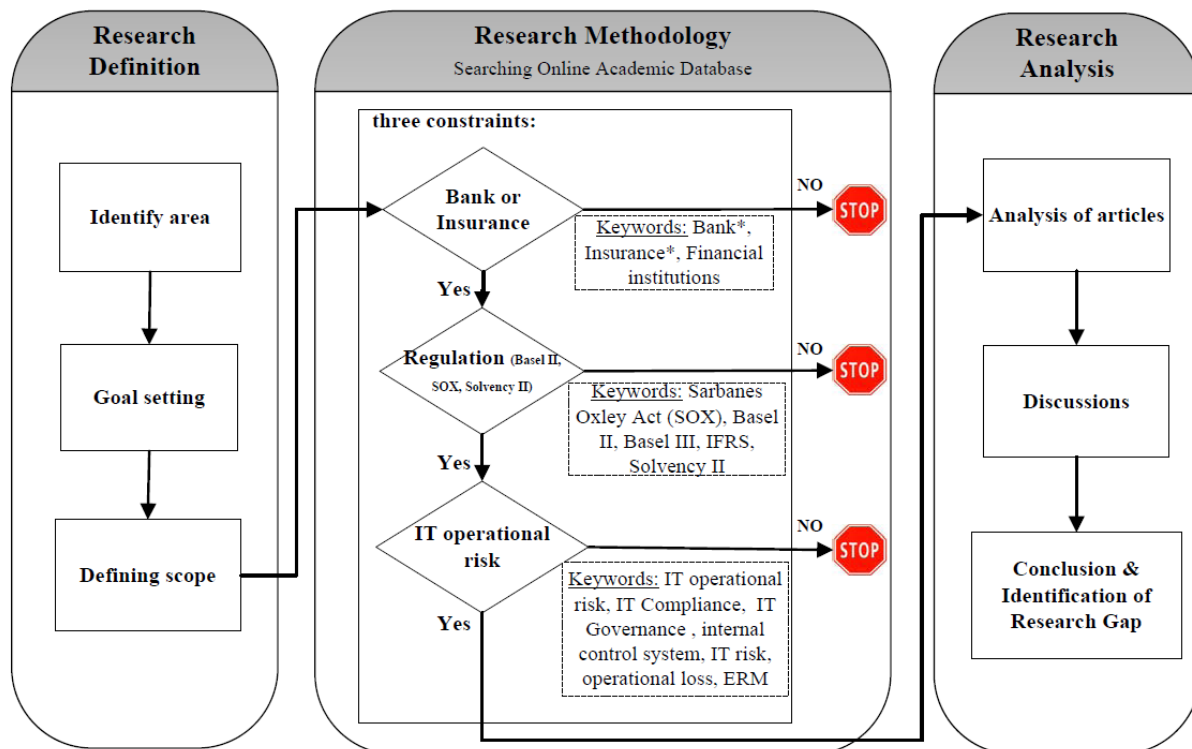 Research
Definition
Identify area
Goal setting
Defining scope
Research Methodology
Searching Online Academic Database
three constraints:
Bank or
Insurance
NO
STOP
Keywords: Bank*,
Insurance*, Financial
institutions
Yes
Regulation (Basel II,
SOX, Solvency II)
NO
STOP
Keywords: Sarbanes
Oxley Act (SOX), Basel
II, Basel III, IFRS,
Solvency II
Yes
IT operational
risk
NO
STOP
Keywords: IT operational
risk, IT Compliance, IT
Governance , internal
control system, IT risk,
operational loss, ERM
Yes
Research
Analysis
Analysis of articles
Discussions
Conclusion &
Identification of
Research Gap